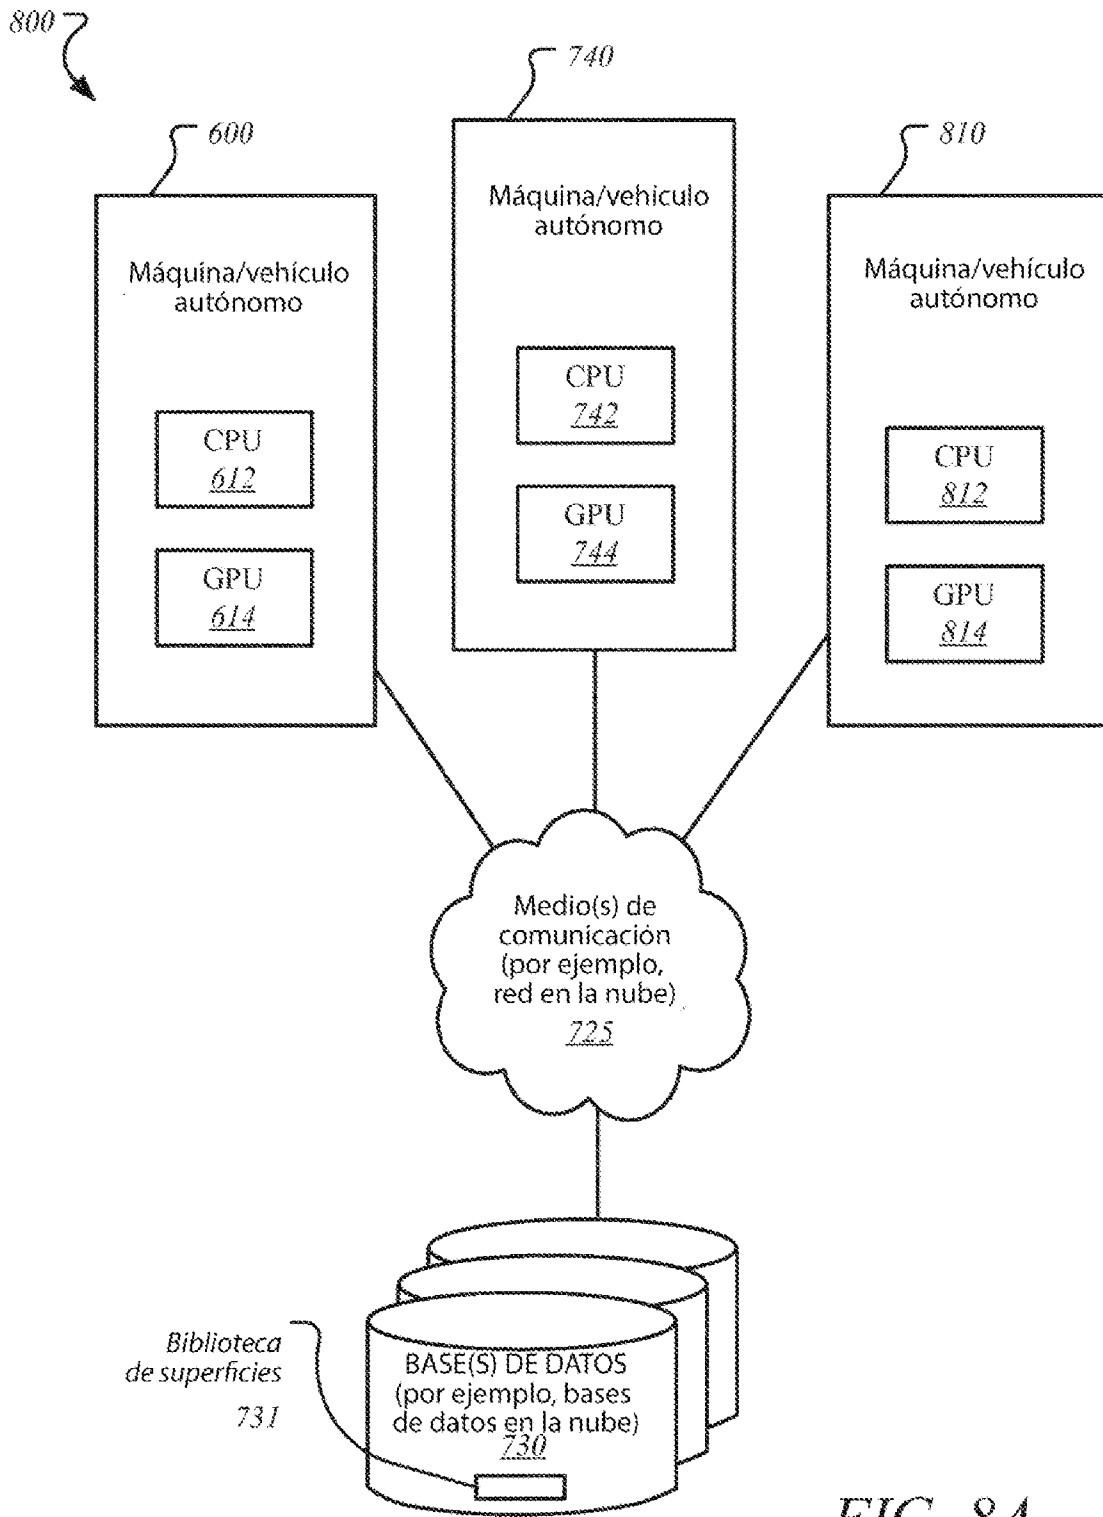 800
740
600
810
Máquina/vehículo
autónomo
CPU
612
GPU
614
Máquina/vehículo
autónomo
CPU
742
GPU
744
Máquina/vehículo
autónomo
CPU
812
GPU
814
Medio(s) de
comunicación
(por ejemplo,
red en la nube)
725
Biblioteca
de superficies
731
BASE(S) DE DATOS
(por ejemplo, bases
de datos en la nube)
730
FIG. 8A